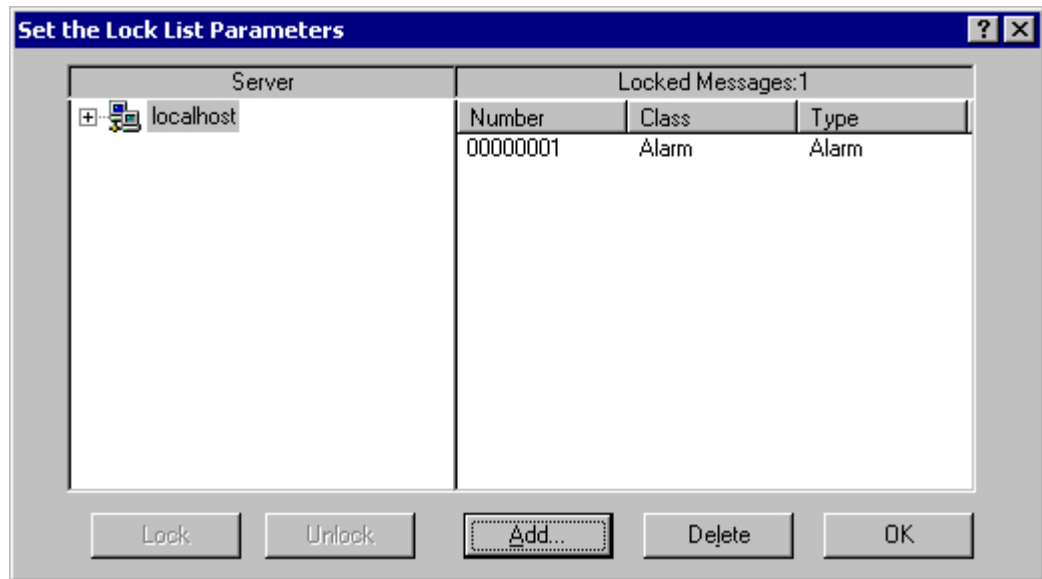 Set the Lock List Parameters
Server Locked Messages:1
localhost Number Class Type
00000001 Alarm Alarm
Lock Unlock Add... Delete OK